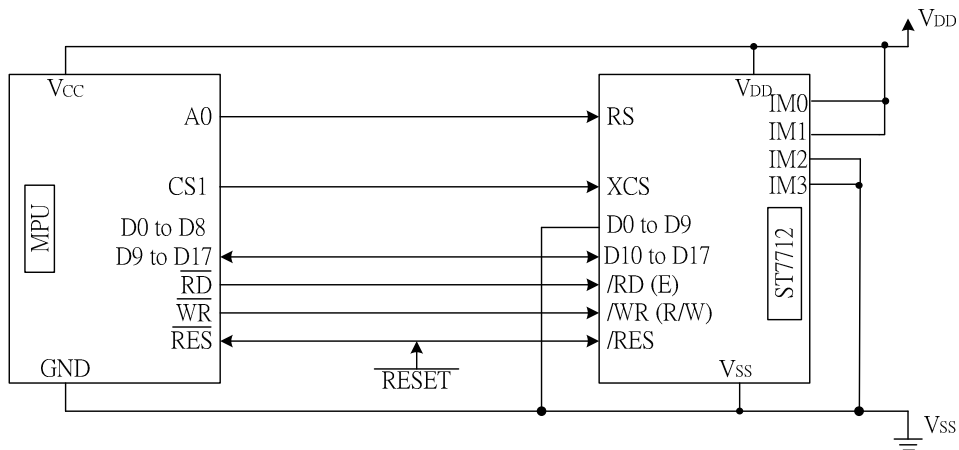 VDD
VCC
VDD
IM0
A0
RS
IM1
IM2
CS1
XCS
IM3
MPU
D0 to D8
D0 to D9
D9 to D17
D10 to D17
ST7712
RD
/RD (E)
WR
/WR (R/W)
RES
/RES
GND
RESET
VSS
VSS